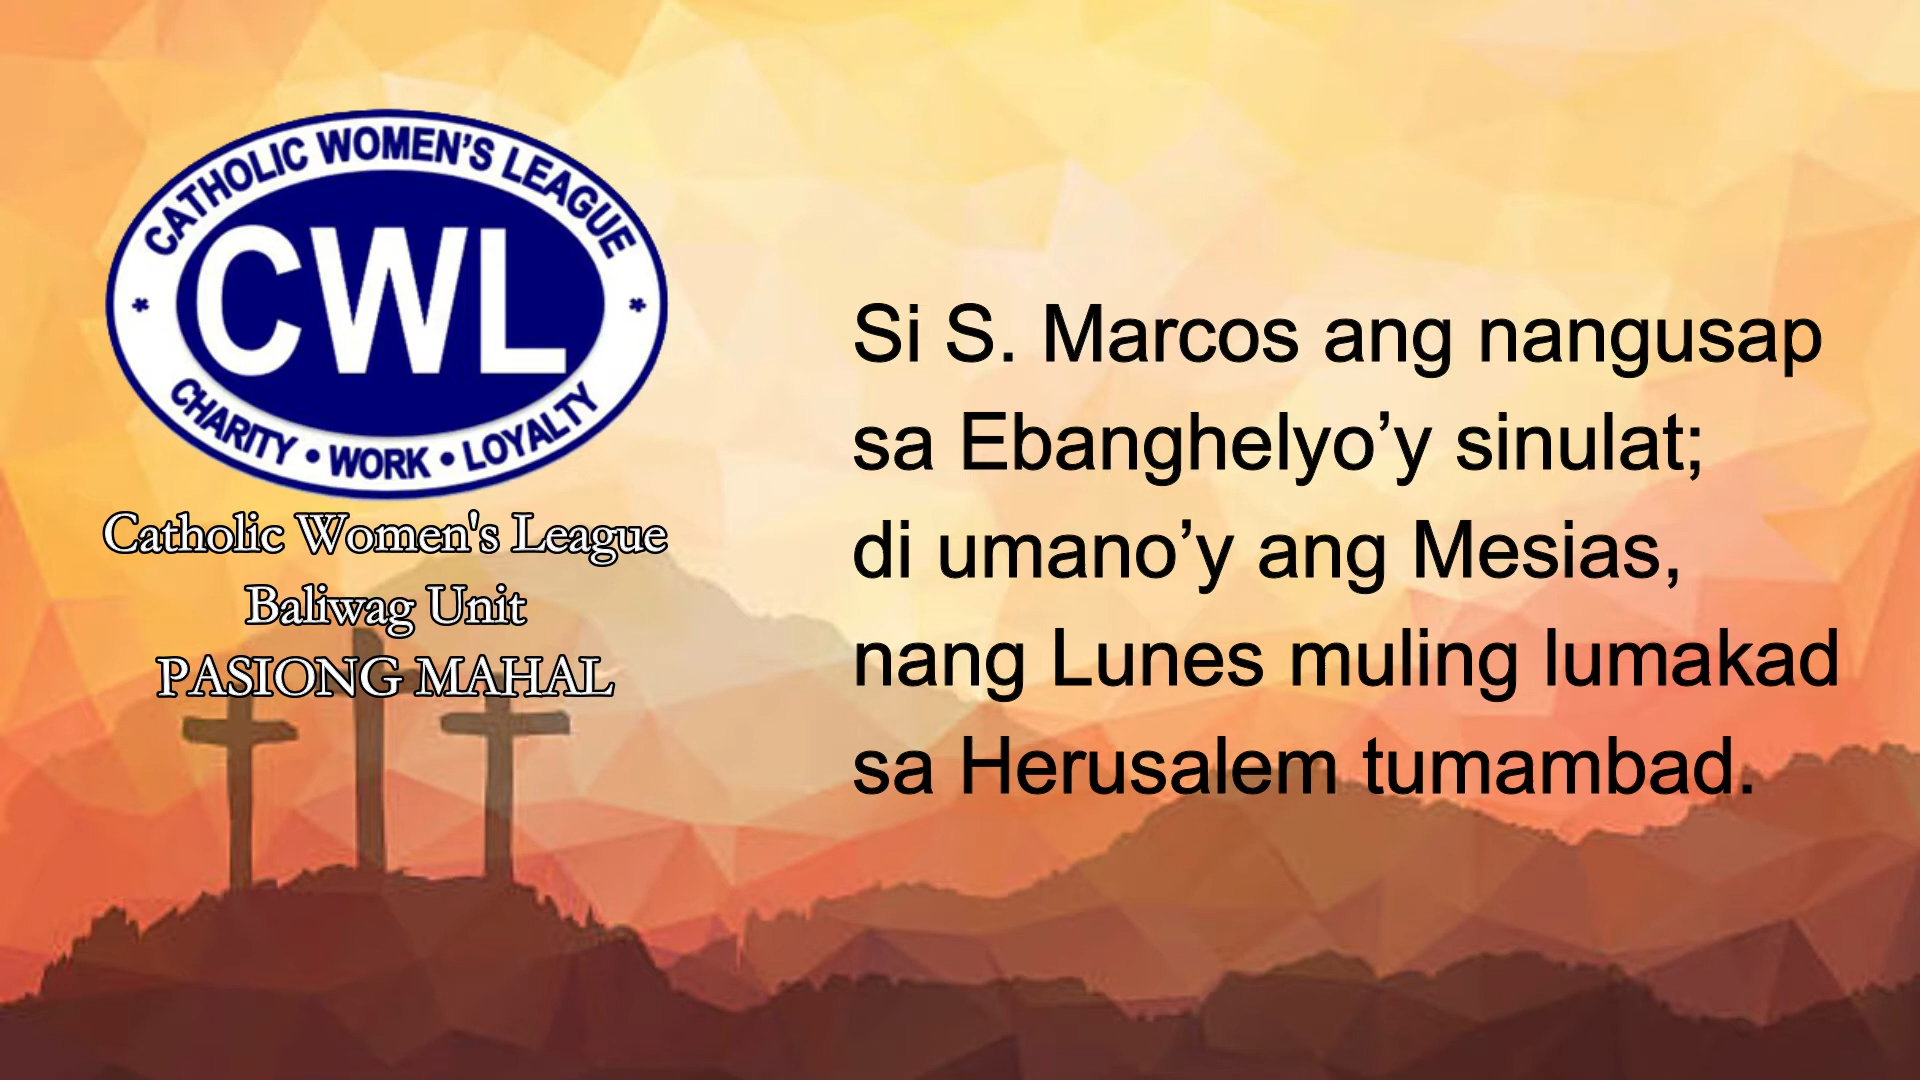 CATHOLIC WOMEN'S LEAGUE
CWL
CHARITY • WORK • LOYALTY
Catholic Women's League
Baliwag Unit
PASIONG MAHAL
Si S. Marcos ang nangusap
sa Ebanghelyo’y sinulat;
di umano’y ang Mesias,
nang Lunes muling lumakad
sa Herusalem tumambad.